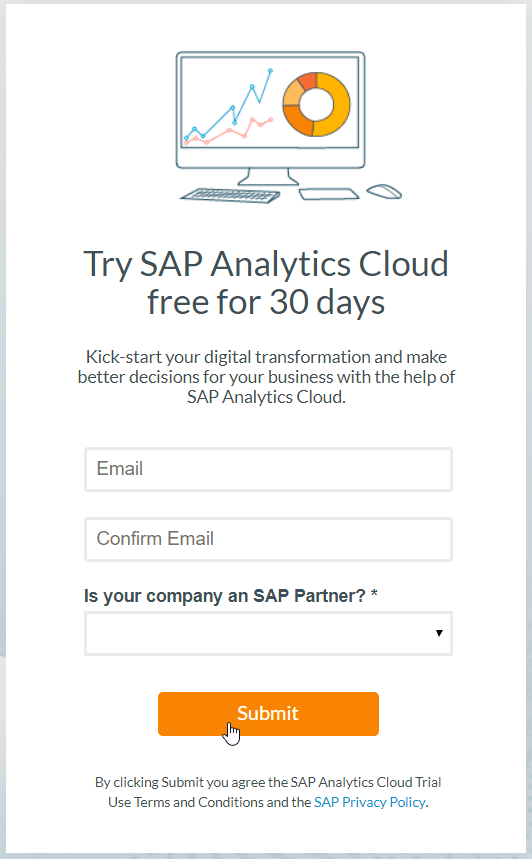 Try SAP Analytics Cloud
free for 30 days
Kick-start your digital transformation and make
better decisions for your business with the help of
SAP Analytics Cloud.
Email
Confirm Email
Is your company an SAP Partner? *
Submit
By clicking Submit you agree the SAP Analytics Cloud Trial
Use Terms and Conditions and the SAP Privacy Policy.